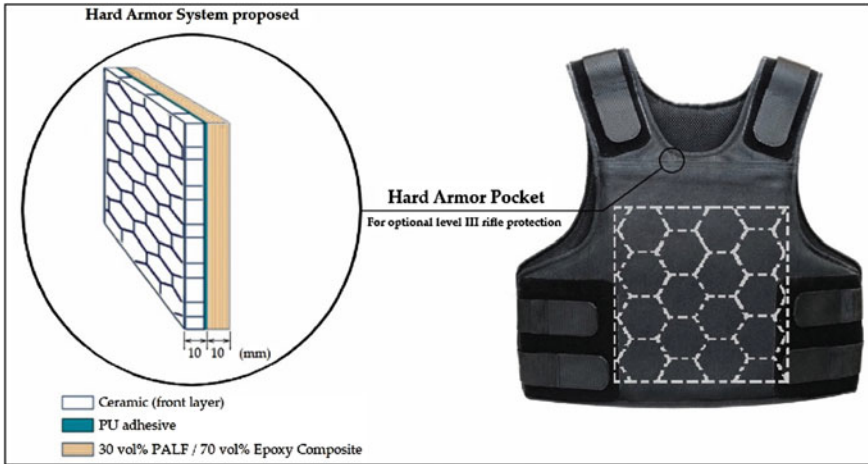 Hard Armor System proposed
Hard Armor Pocket
For optional level III rifle protection
10 10 (mm)
Ceramic (front layer)
PU adhesive
30 vol% PALF / 70 vol% Epoxy Composite